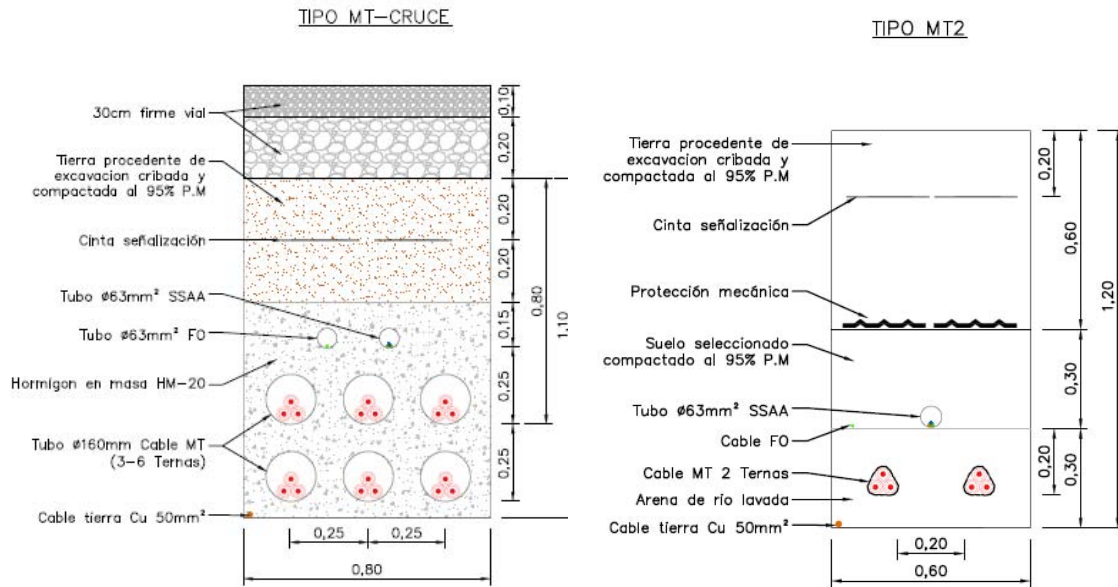 TIPO MT-CRUCE
30cm firme vial
Tierra procedente de
excavacion cribada y
compactada al 95% P.M
Cinta señalización
Tubo ø63mm² SSAA
Tubo ø63mm² FO
Hormigon en masa HM-20
Tubo ø160mm Cable MT
(3-6 Ternas)
Cable tierra Cu 50mm²
0,10
0,20
0,20
0,20
0,15
0,25
0,25
0,80
1,10
0,25
0,25
0,80
TIPO MT2
Tierra procedente de
excavacion cribada y
compactada al 95% P.M
Cinta señalización
Protección mecánica
Suelo seleccionado
compactado al 95% P.M
Tubo ø63mm² SSAA
Cable FO
Cable MT 2 Ternas
Arena de río lavada
Cable tierra Cu 50mm²
0,20
0,60
0,30
0,20
0,30
1,20
0,20
0,60